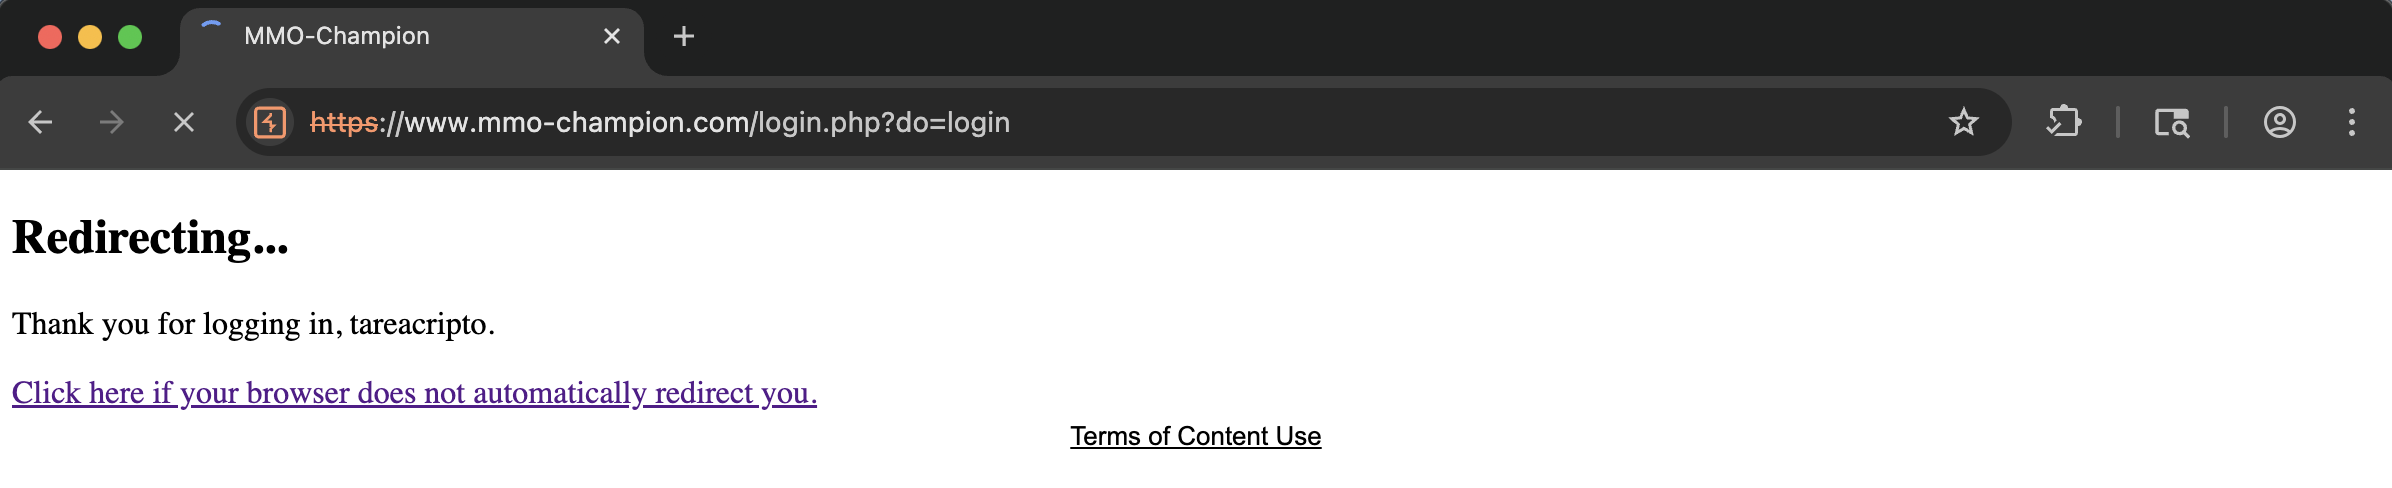 MMO-Champion
https://www.mmo-champion.com/login.php?do=login
Redirecting...
Thank you for logging in, tareacripto.
Click here if your browser does not automatically redirect you.
Terms of Content Use